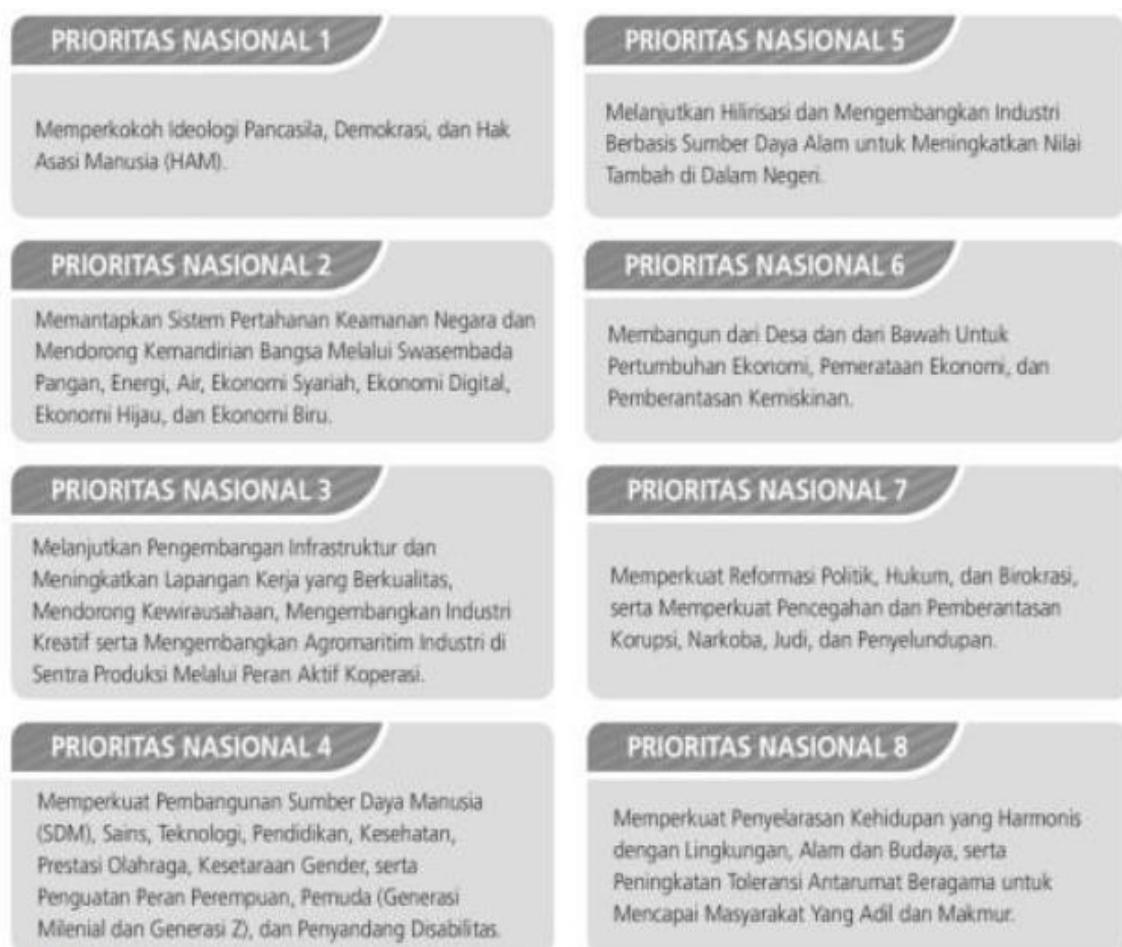 PRIORITAS NASIONAL 1
Memperkokoh Ideologi Pancasila, Demokrasi, dan Hak
Asasi Manusia (HAM).
PRIORITAS NASIONAL 2
Memantapkan Sistem Pertahanan Keamanan Negara dan
Mendorong Kemandirian Bangsa Melalui Swasembada
Pangan, Energi, Air, Ekonomi Syariah, Ekonomi Digital,
Ekonomi Hijau, dan Ekonomi Biru.
PRIORITAS NASIONAL 3
Melanjutkan Pengembangan Infrastruktur dan
Meningkatkan Lapangan Kerja yang Berkualitas,
Mendorong Kewirausahaan, Mengembangkan Industri
Kreatif serta Mengembangkan Agromaritim Industri di
Sentra Produksi Melalui Peran Aktif Koperasi.
PRIORITAS NASIONAL 4
Memperkuat Pembangunan Sumber Daya Manusia
(SDM), Sains, Teknologi, Pendidikan, Kesehatan,
Prestasi Olahraga, Kesetaraan Gender, serta
Penguatan Peran Perempuan, Pemuda (Generasi
Milenial dan Generasi Z), dan Penyandang Disabilitas.
PRIORITAS NASIONAL 5
Melanjutkan Hilirisasi dan Mengembangkan Industri
Berbasis Sumber Daya Alam untuk Meningkatkan Nilai
Tambah di Dalam Negeri.
PRIORITAS NASIONAL 6
Membangun dari Desa dan dari Bawah Untuk
Pertumbuhan Ekonomi, Pemerataan Ekonomi, dan
Pemberantasan Kemiskinan.
PRIORITAS NASIONAL 7
Memperkuat Reformasi Politik, Hukum, dan Birokrasi,
serta Memperkuat Pencegahan dan Pemberantasan
Korupsi, Narkoba, Judi, dan Penyelundupan.
PRIORITAS NASIONAL 8
Memperkuat Penyelarasan Kehidupan yang Harmonis
dengan Lingkungan, Alam dan Budaya, serta
Peningkatan Toleransi Antarumat Beragama untuk
Mencapai Masyarakat Yang Adil dan Makmur.